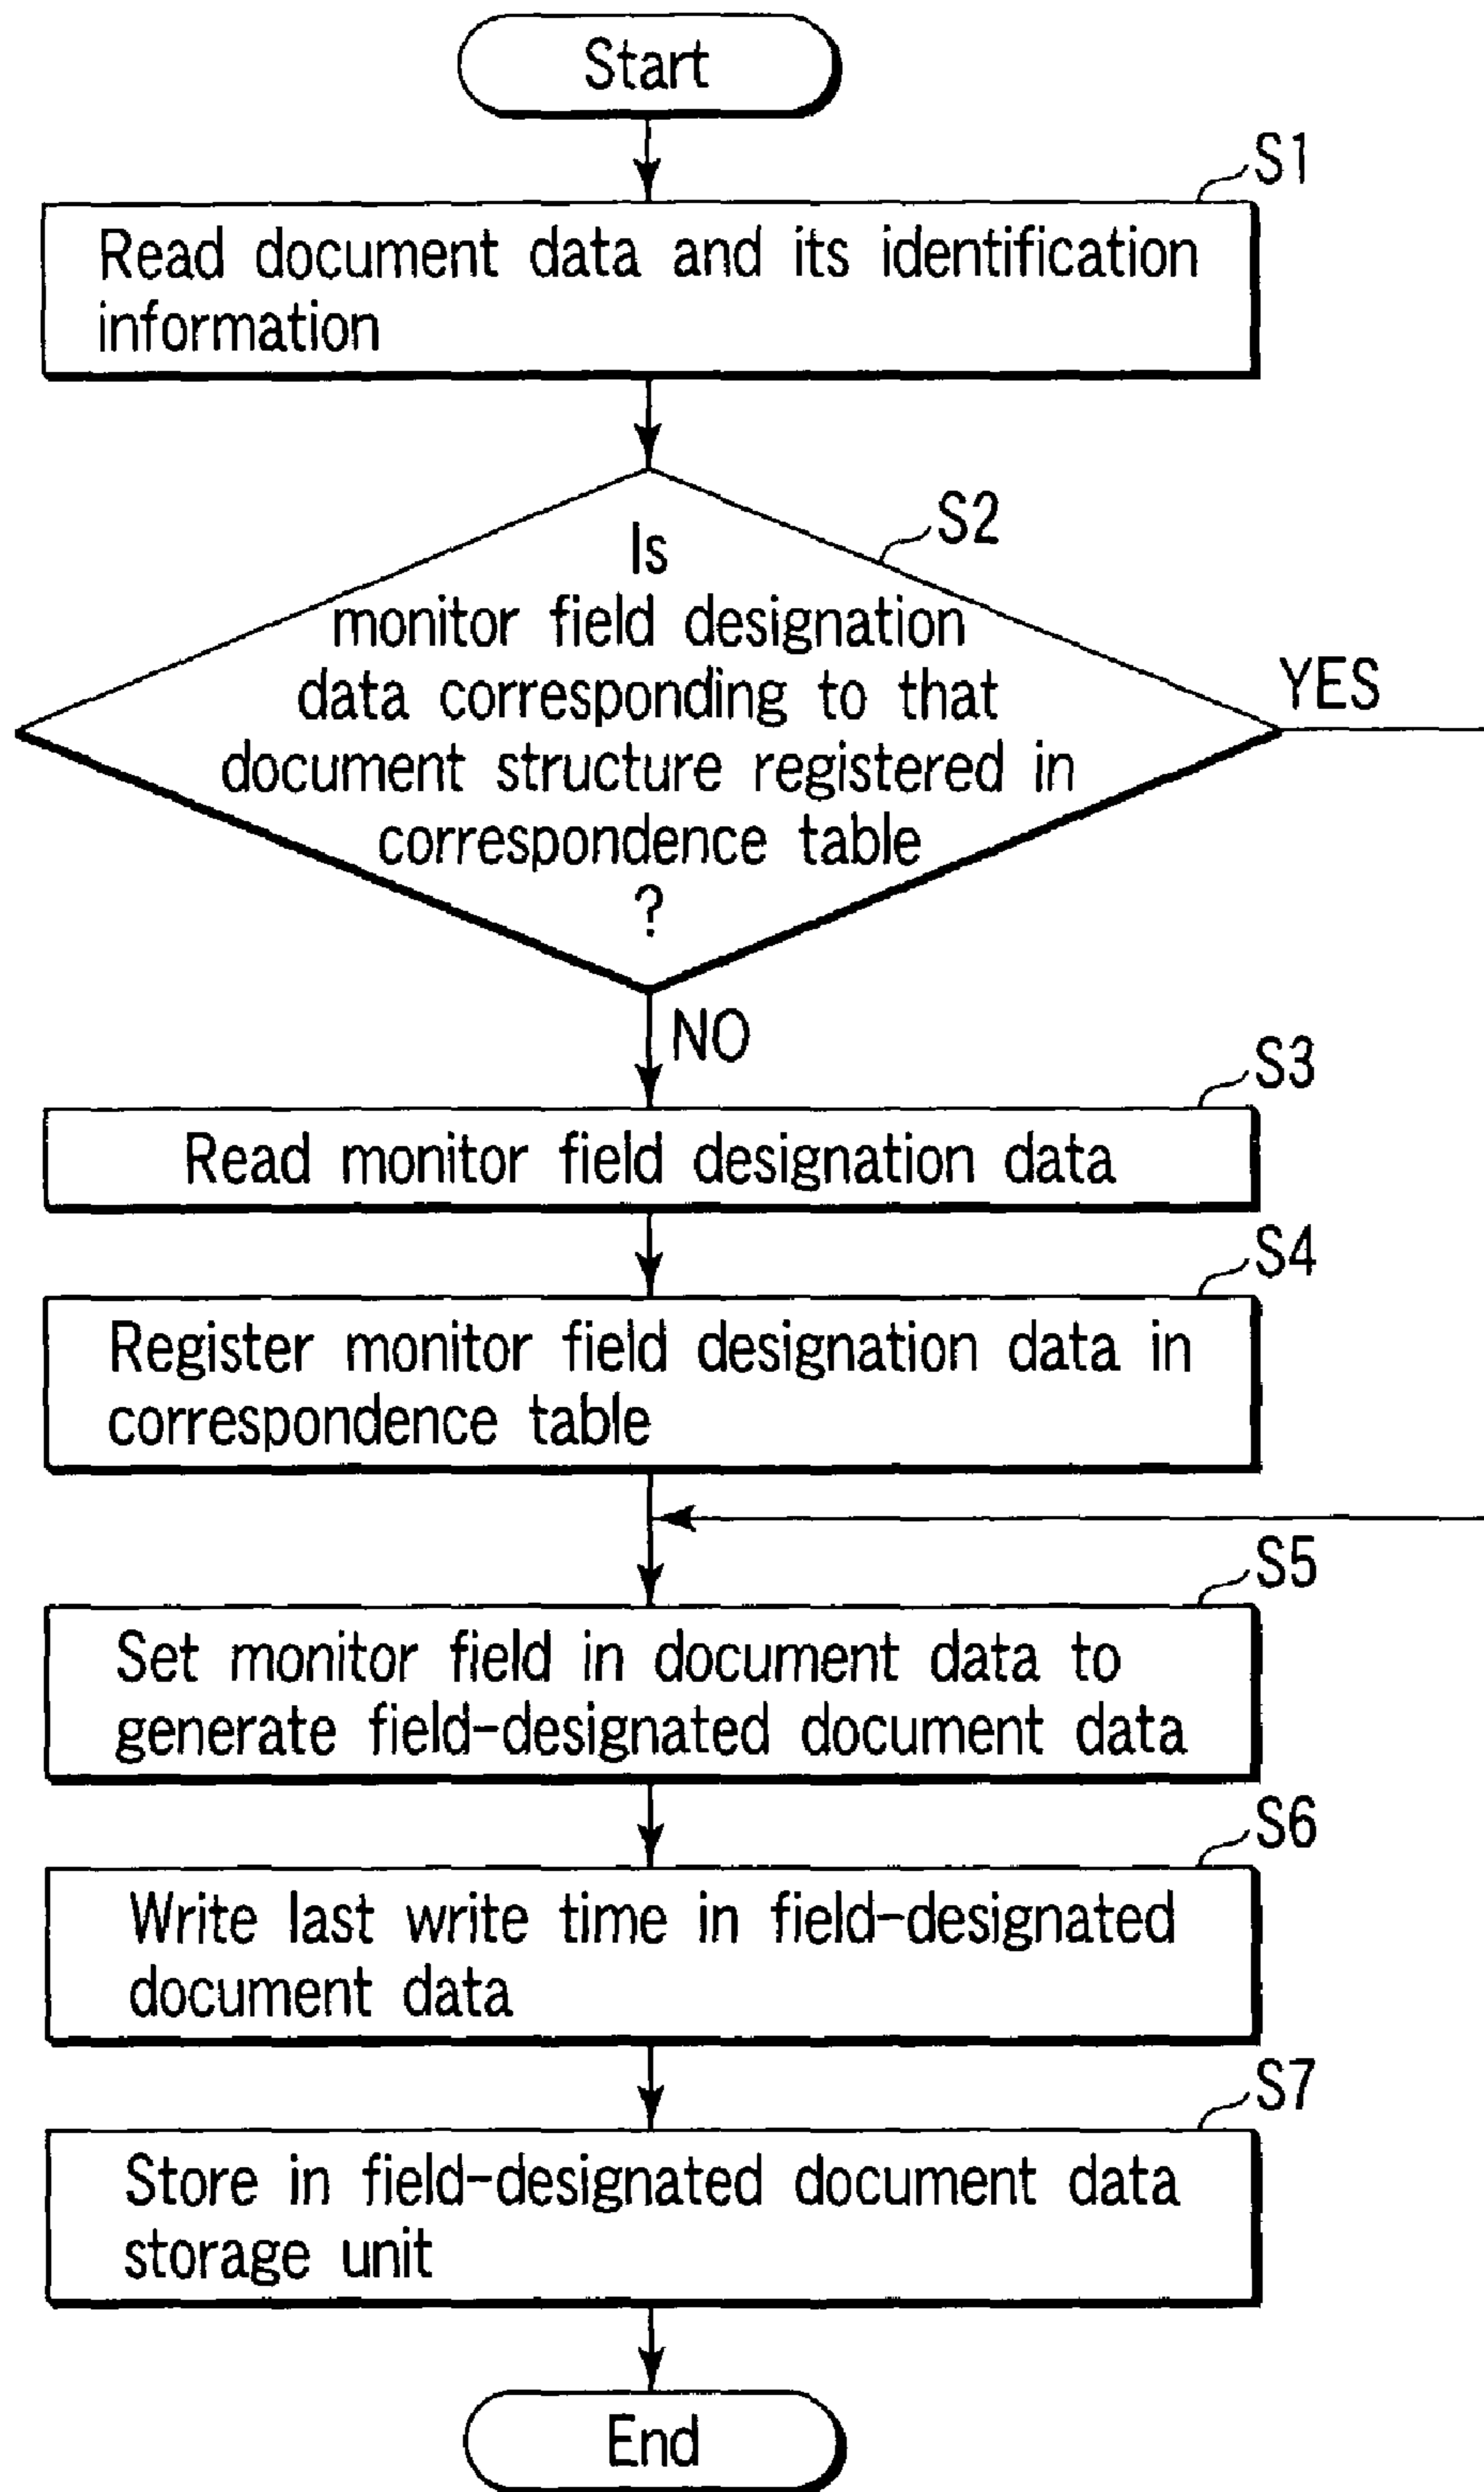 Start
S1
Read document data and its identification
information
S2
Is
monitor field designation
data corresponding to that
document structure registered in
correspondence table
?
YES
NO
S3
Read monitor field designation data
S4
Register monitor field designation data in
correspondence table
S5
Set monitor field in document data to
generate field-designated document data
S6
Write last write time in field-designated
document data
S7
Store in field-designated document data
storage unit
End